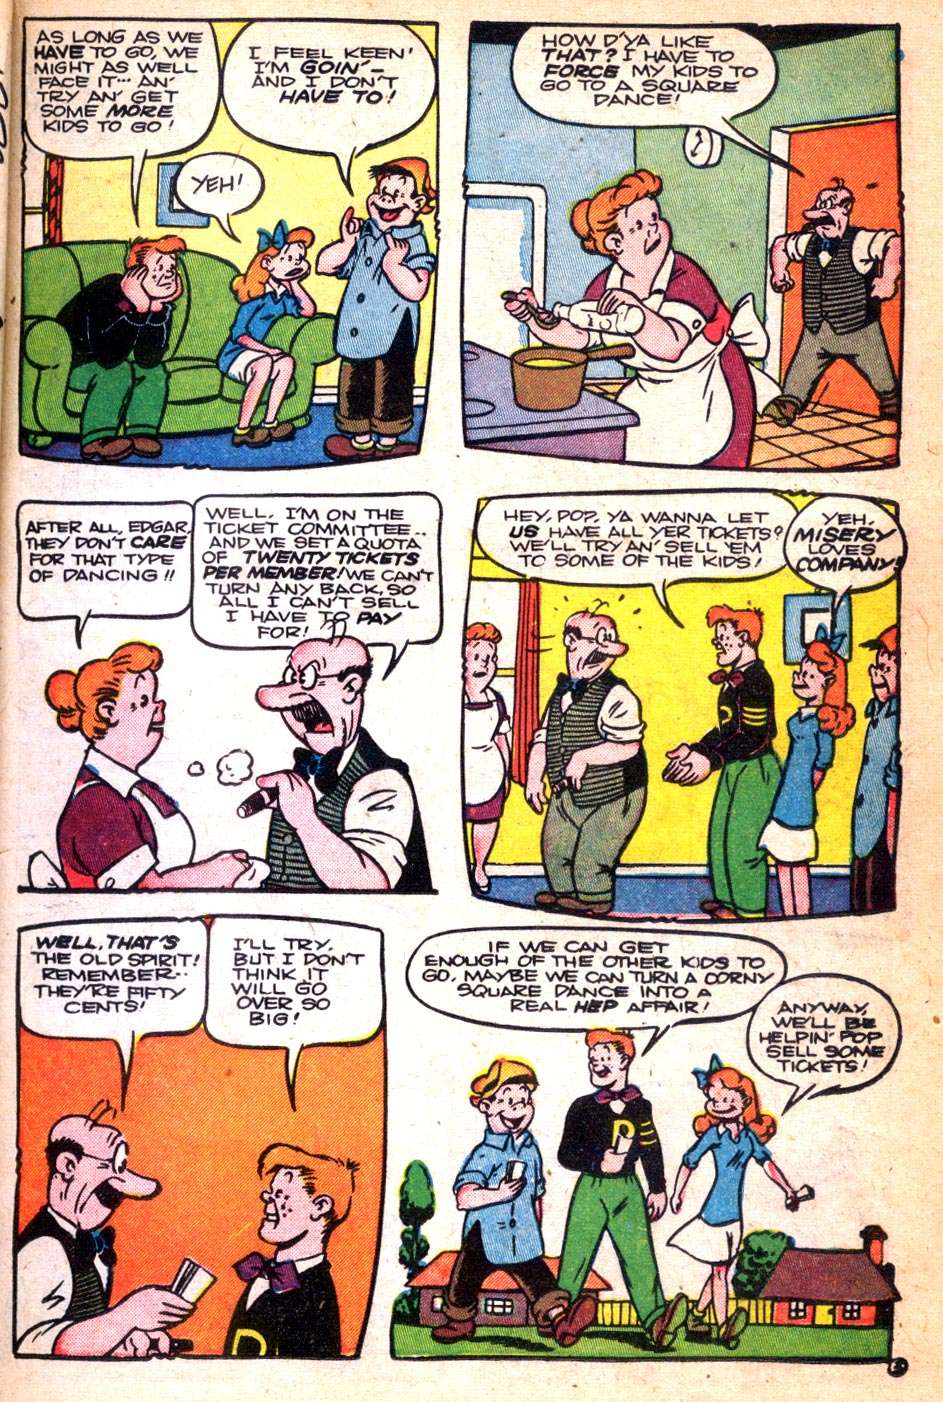 AS LONG AS WE
HAVE TO GO, WE
MIGHT AS WELL
FACE IT... AN'
TRY AN' GET
SOME MORE
KIDS TO GO!
YEH!
I FEEL KEEN!
I'M GOIN'-
AND I DON'T
HAVE TO!
HOW D'YA LIKE
THAT? I HAVE TO
FORCE MY KIDS TO
GO TO A SQUARE
DANCE!
AFTER ALL, EDGAR,
THEY DON'T CARE
FOR THAT TYPE
OF DANCING!!
WELL, I'M ON THE
TICKET COMMITTEE...
AND WE SET A QUOTA
OF TWENTY TICKETS
PER MEMBER! WE CAN'T
TURN ANY BACK, SO
ALL I CAN'T SELL
I HAVE TO PAY
FOR!
HEY, POP, YA WANNA LET
US HAVE ALL YER TICKETS?
WE'LL TRY AN' SELL 'EM
TO SOME OF THE KIDS!
YEH,
MISERY
LOVES
COMPANY!
WELL, THAT'S
THE OLD SPIRIT!
REMEMBER...
THEY'RE FIFTY
CENTS!
I'LL TRY,
BUT I DON'T
THINK IT
WILL GO
OVER SO
BIG!
IF WE CAN GET
ENOUGH OF THE OTHER KIDS TO
GO, MAYBE WE CAN TURN A CORNY
SQUARE DANCE INTO A
REAL HEP AFFAIR!
ANYWAY,
WE'LL BE
HELPIN' POP
SELL SOME
TICKETS!